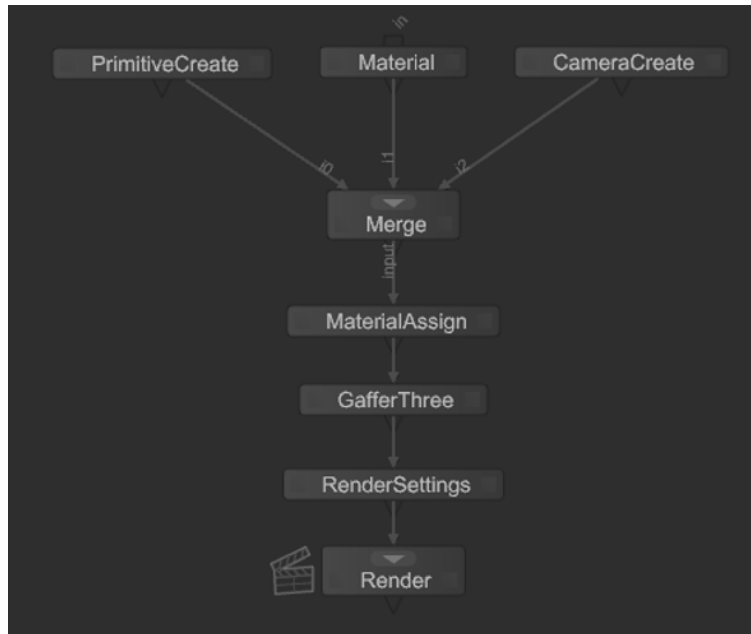 in
PrimitiveCreate
Material
CameraCreate
i0
i1
i2
Merge
input
MaterialAssign
GafferThree
RenderSettings
Render